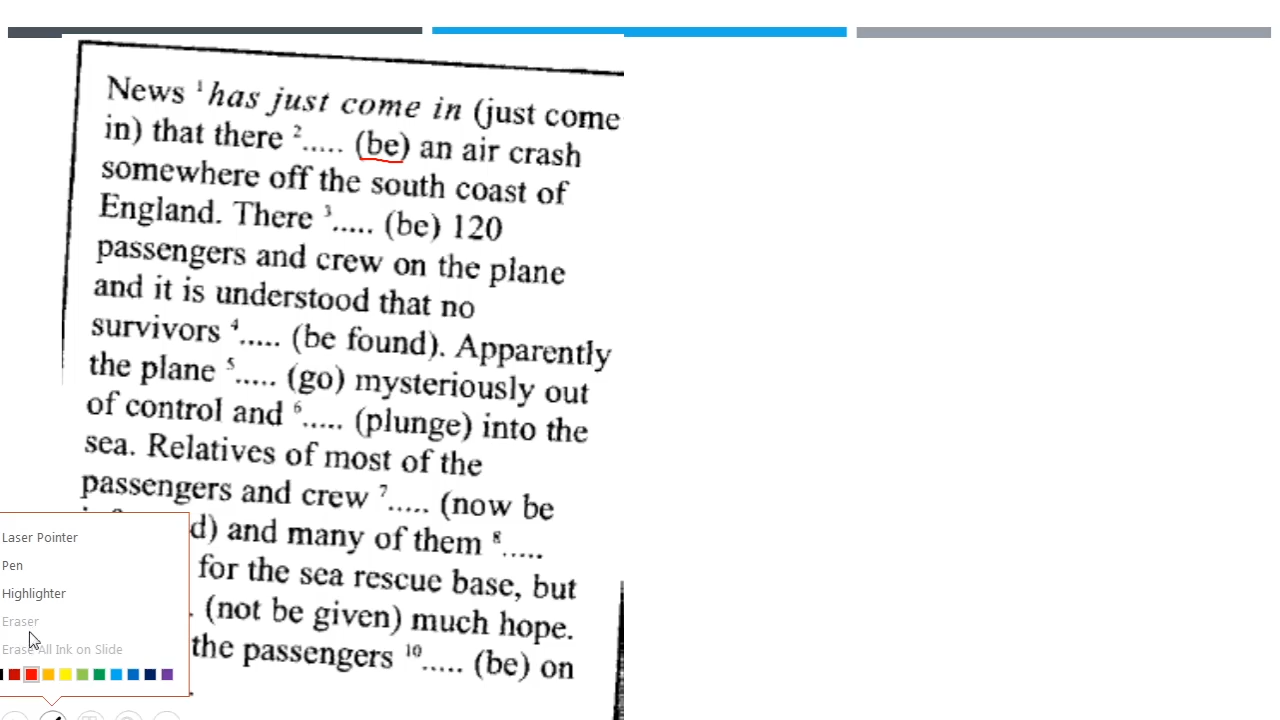 News ¹has just come in (just come
in) that there ²..... (be) an air crash
somewhere off the south coast of
England. There ³..... (be) 120
passengers and crew on the plane
and it is understood that no
survivors ⁴..... (be found). Apparently
the plane ⁵..... (go) mysteriously out
of control and ⁶..... (plunge) into the
sea. Relatives of most of the
passengers and crew ⁷..... (now be
d) and many of them ⁸.....
for the sea rescue base, but
. (not be given) much hope.
the passengers ¹⁰..... (be) on
Laser Pointer
Pen
Highlighter
Eraser
Erase All Ink on Slide